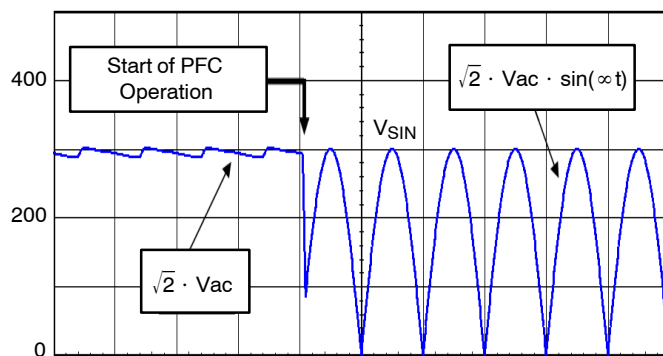 400
200
0
Start of PFC
Operation
√2 · Vac · sin(∞ t)
V_SIN
√2 · Vac